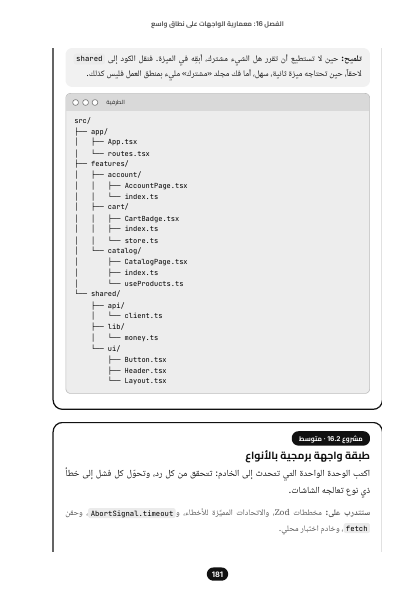 الفصل 16: معمارية الواجهات على نطاق واسع
تلميح: حين لا تستطيع أن تقرر هل الشيء مشترك، أبقه في الميزة. فنقل الكود إلى shared
لاحقاً، حين تحتاجه ميزة ثانية، سهل، أما فك مجلد «مشترك» مليء بمنطق العمل فليس كذلك.
الطرفية
src/
├── app/
│   ├── App.tsx
│   └── routes.tsx
├── features/
│   ├── account/
│   │   ├── AccountPage.tsx
│   │   └── index.ts
│   ├── cart/
│   │   ├── CartBadge.tsx
│   │   ├── index.ts
│   │   └── store.ts
│   └── catalog/
│       ├── CatalogPage.tsx
│       ├── index.ts
│       └── useProducts.ts
└── shared/
    ├── api/
    │   └── client.ts
    ├── lib/
    │   └── money.ts
    └── ui/
        ├── Button.tsx
        ├── Header.tsx
        └── Layout.tsx
مشروع 16.2 · متوسط
طبقة واجهة برمجية بالأنواع
اكتب الوحدة الواحدة التي تتحدث إلى الخادم: تتحقق من كل رد، وتحوّل كل فشل إلى خطأ
ذي نوع تعالجه الشاشات.
ستتدرب على: مخططات Zod، والاتحادات المميّزة للأخطاء، و AbortSignal.timeout، وحقن
fetch، وخادم اختبار محلي.
181